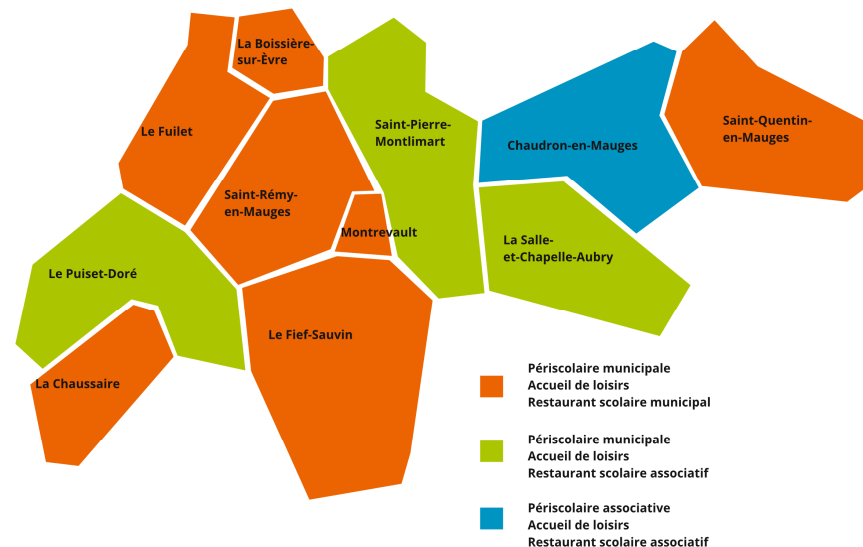 La Boissière-
sur-Èvre
Le Fuilet
Saint-Pierre-
Montlimart
Chaudron-en-Mauges
Saint-Quentin-
en-Mauges
Saint-Rémy-
en-Mauges
Montrevault
La Salle-
et-Chapelle-Aubry
Le Puiset-Doré
Le Fief-Sauvin
La Chaussaire
Périscolaire municipale
Accueil de loisirs
Restaurant scolaire municipal
Périscolaire municipale
Accueil de loisirs
Restaurant scolaire associatif
Périscolaire associative
Accueil de loisirs
Restaurant scolaire associatif